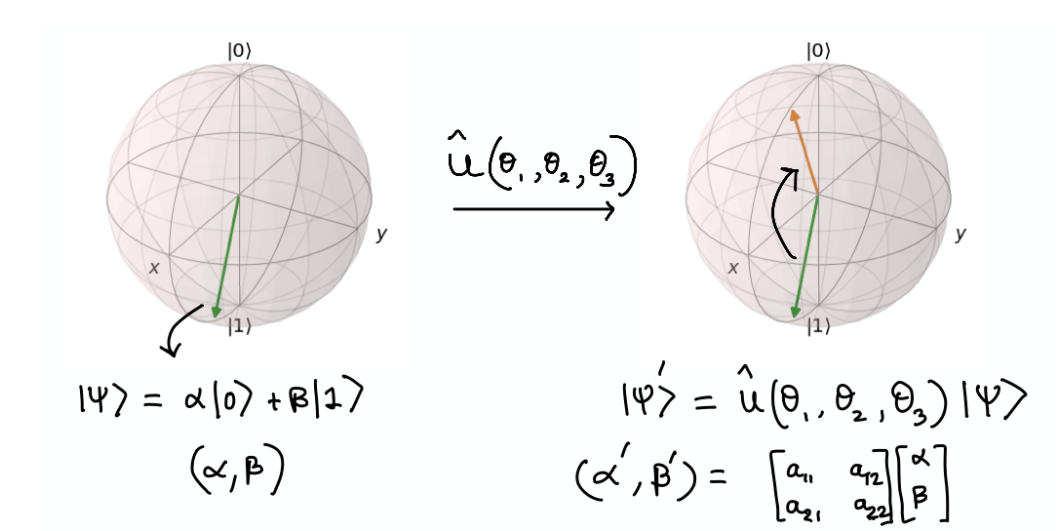 |0⟩
|0⟩
û(θ₁,θ₂,θ₃)
y
y
x
x
|1⟩
|1⟩
|Ψ⟩ = α|0⟩ + β|1⟩
(α,β)
|Ψ'⟩ = û(θ₁,θ₂,θ₃)|Ψ⟩
(α',β') = [a₁₁ a₁₂] [α]
[a₂₁ a₂₂] [β]